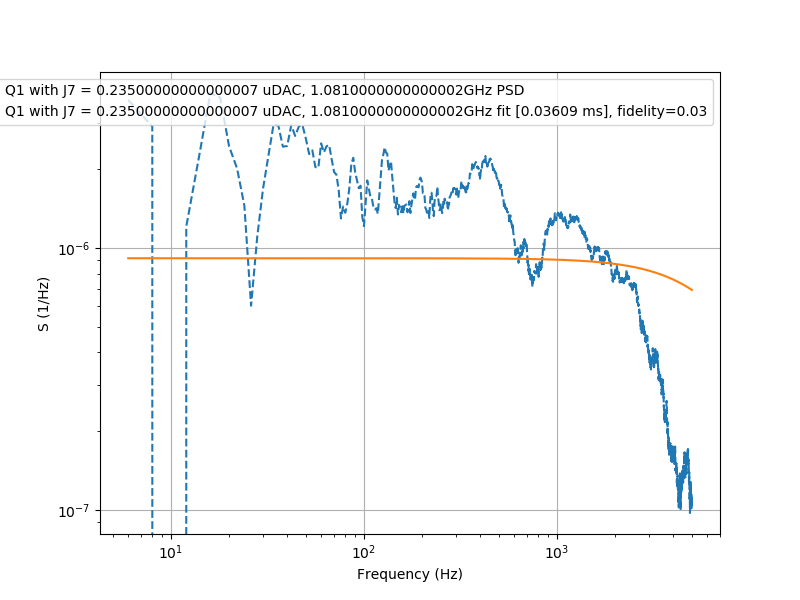 Q1 with J7 = 0.23500000000000007 uDAC, 1.0810000000000002GHz PSD
Q1 with J7 = 0.23500000000000007 uDAC, 1.0810000000000002GHz fit [0.03609 ms], fidelity=0.03
10⁻⁶
S (1/Hz)
10⁻⁷
10¹ 10² 10³
Frequency (Hz)